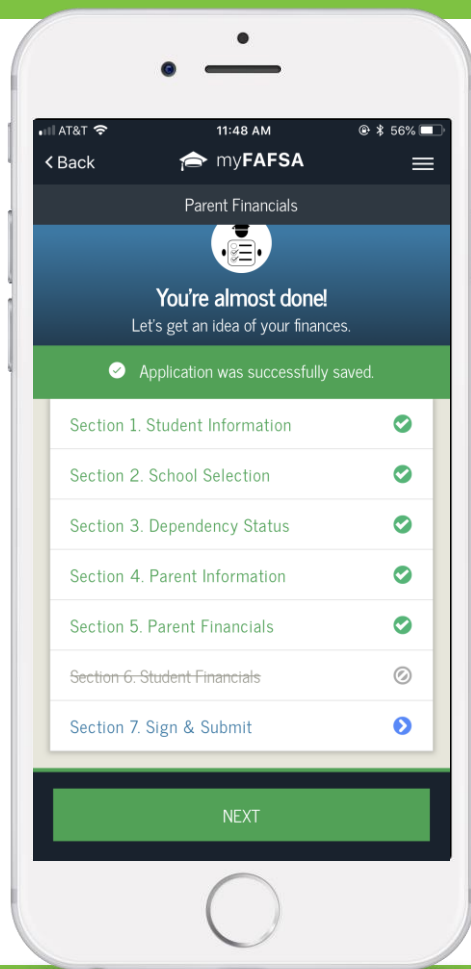 AT&T 11:48 AM 56%
Back myFAFSA
Parent Financials
You're almost done!
Let's get an idea of your finances.
Application was successfully saved.
Section 1. Student Information
Section 2. School Selection
Section 3. Dependency Status
Section 4. Parent Information
Section 5. Parent Financials
Section 6. Student Financials
Section 7. Sign & Submit
NEXT